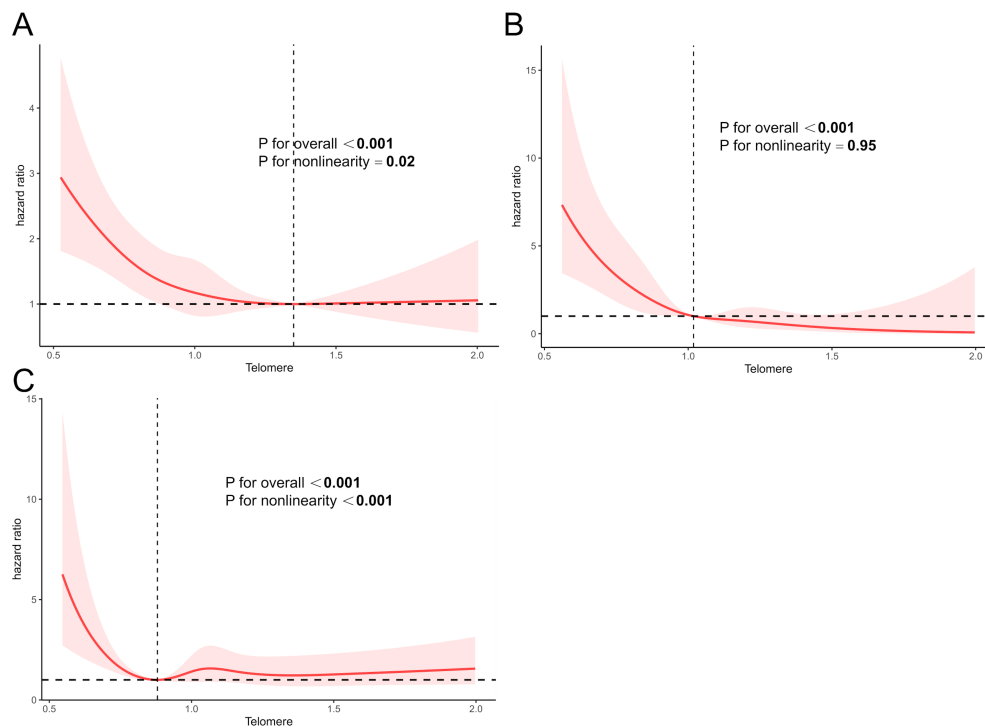 A
4
3
2
1
hazard ratio
P for overall <0.001
P for nonlinearity = 0.02
0.5
1.0
1.5
2.0
Telomere
B
15
10
5
0
hazard ratio
P for overall <0.001
P for nonlinearity = 0.95
0.5
1.0
1.5
2.0
Telomere
C
15
10
5
0
hazard ratio
P for overall <0.001
P for nonlinearity <0.001
0.5
1.0
1.5
2.0
Telomere